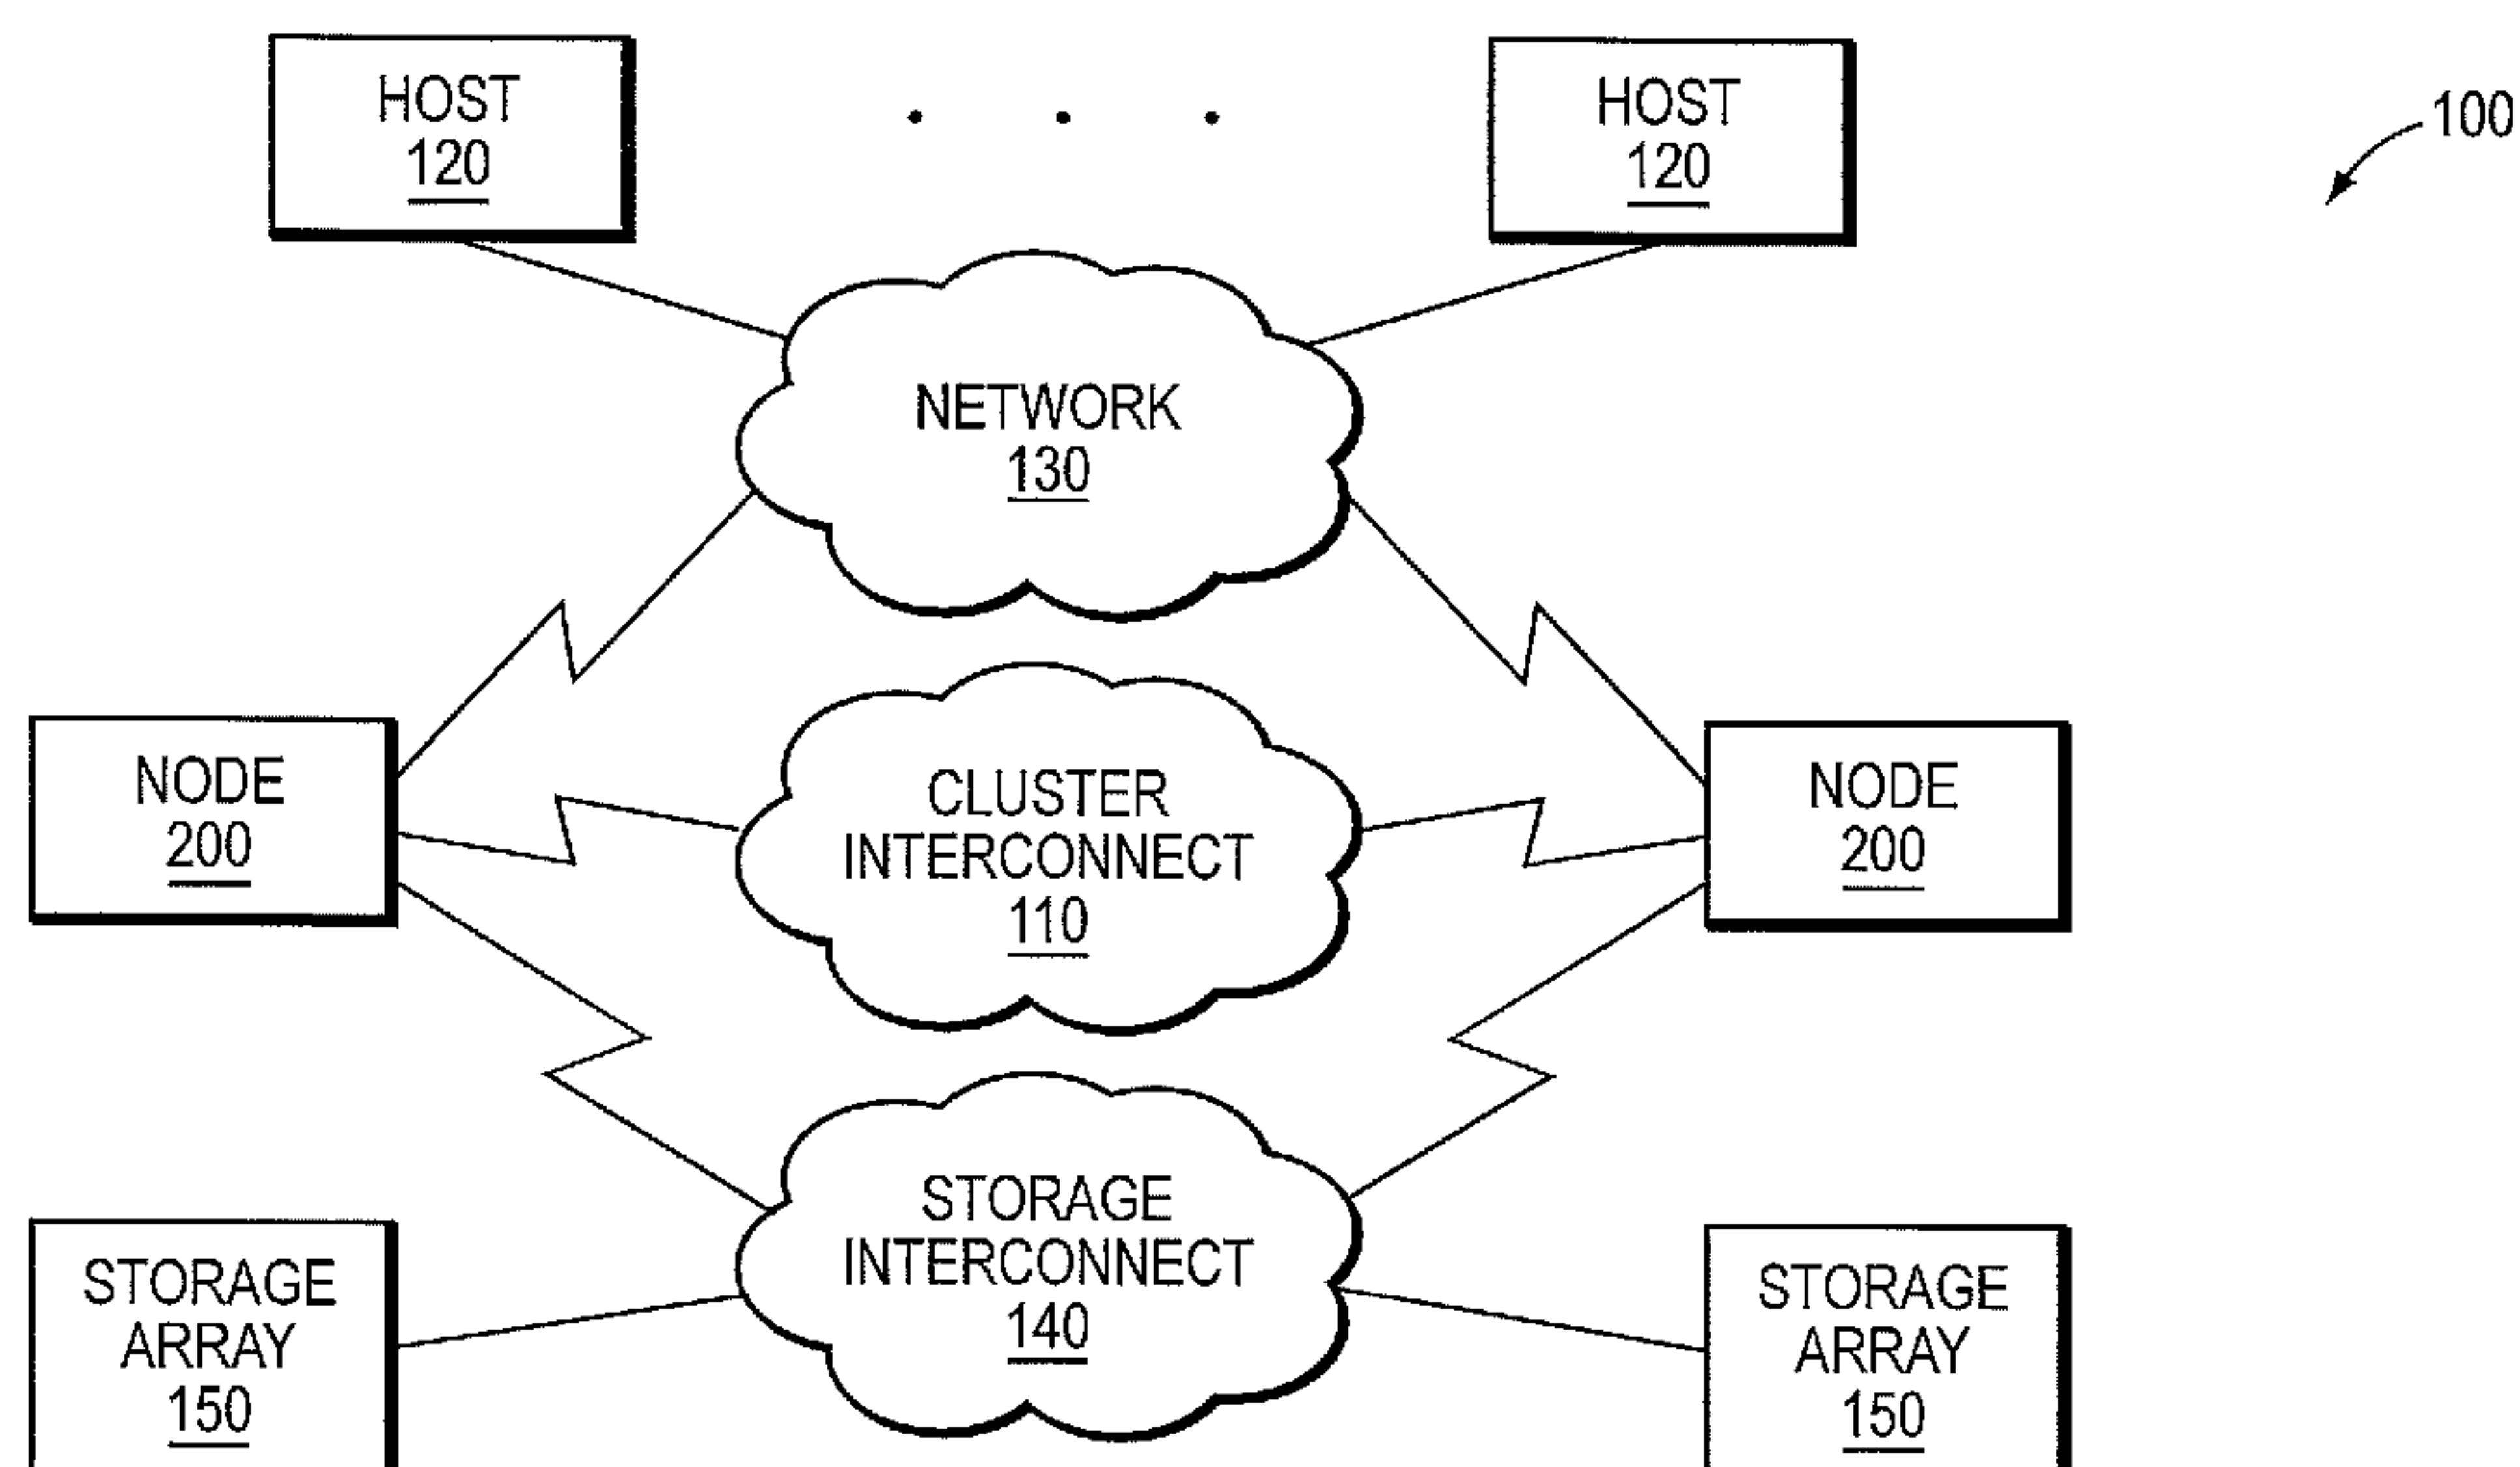 HOST
120
HOST
120
100
NETWORK
130
NODE
200
CLUSTER
INTERCONNECT
110
NODE
200
STORAGE
INTERCONNECT
140
STORAGE
ARRAY
150
STORAGE
ARRAY
150